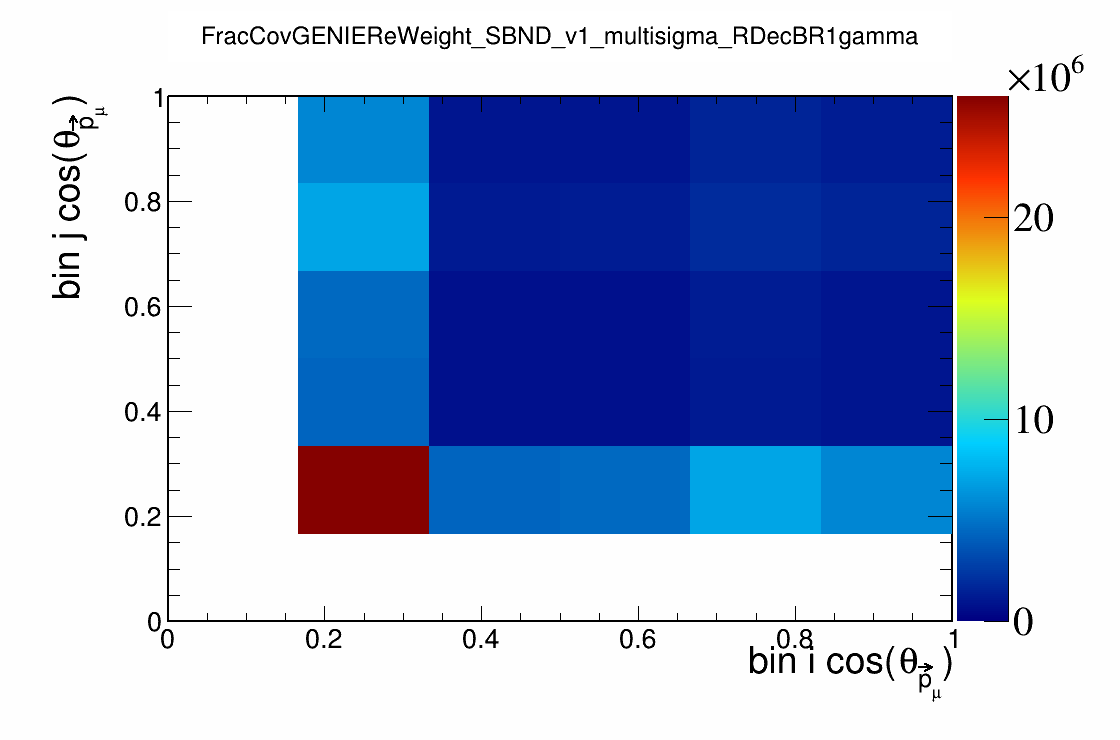 FracCovGENIEReWeight_SBND_v1_multisigma_RDecBR1gamma
×10⁶
bin j cos(θ_p⃗_μ)
1
0.8
0.6
0.4
0.2
0
0 0.2 0.4 0.6 0.8 1
bin i cos(θ_p⃗_μ)
20
10
0